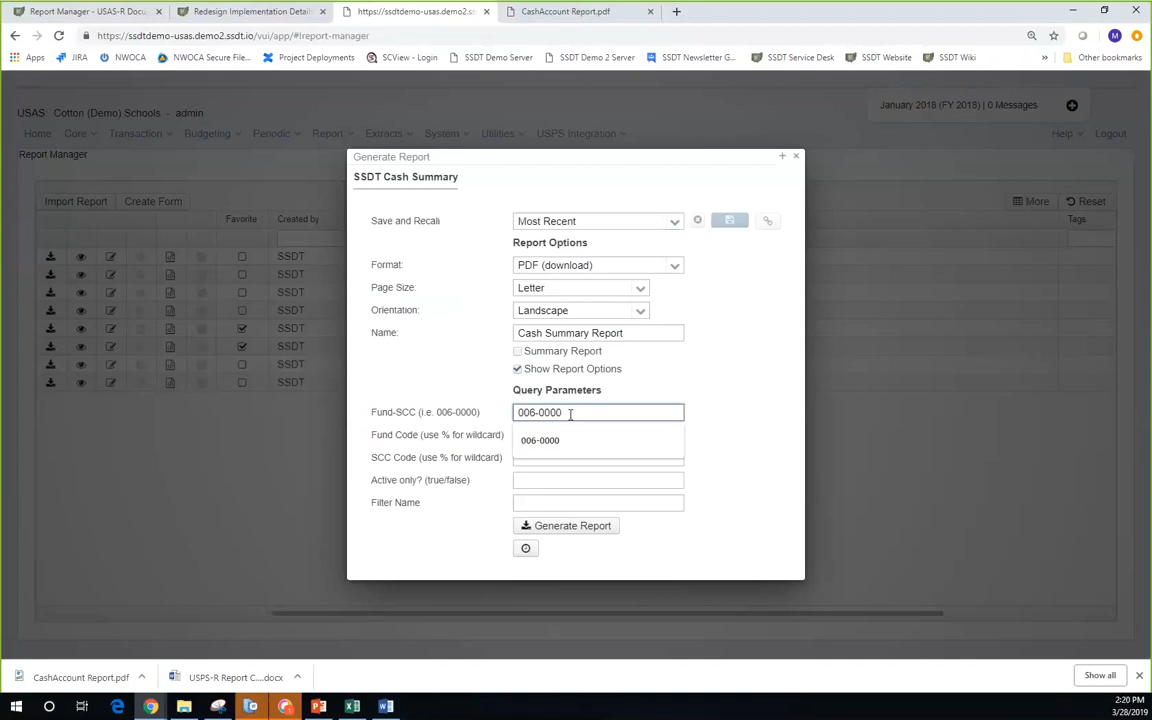 Report Manager - USAS-R Docu
Redesign Implementation Details
https://ssdtdemo-usas.demo2.ssdt.io
CashAccount Report.pdf
https://ssdtdemo-usas.demo2.ssdt.io/vui/app/#!report-manager
M
Apps
JIRA
NWOCA
NWOCA Secure File...
Project Deployments
SCView - Login
SSDT Demo Server
SSDT Demo 2 Server
SSDT Newsletter G...
SSDT Service Desk
SSDT Website
SSDT Wiki
Other bookmarks
USAS: Cotton (Demo) Schools - admin
January 2018 (FY 2018) | 0 Messages
Home Core Transaction Budgeting Periodic Report Extracts System Utilities USPS Integration Help Logout
Report Manager
Import Report Create Form More Reset
Favorite Created by Tags
SSDT
SSDT
SSDT
SSDT
SSDT
SSDT
SSDT
SSDT
Generate Report
SSDT Cash Summary
Save and Recall Most Recent
Report Options
Format: PDF (download)
Page Size: Letter
Orientation: Landscape
Name: Cash Summary Report
Summary Report
Show Report Options
Query Parameters
Fund-SCC (i.e. 006-0000) 006-0000
006-0000
Fund Code (use % for wildcard)
SCC Code (use % for wildcard)
Active only? (true/false)
Filter Name
Generate Report
CashAccount Report.pdf
USPS-R Report C....docx
Show all
2:20 PM
3/28/2019